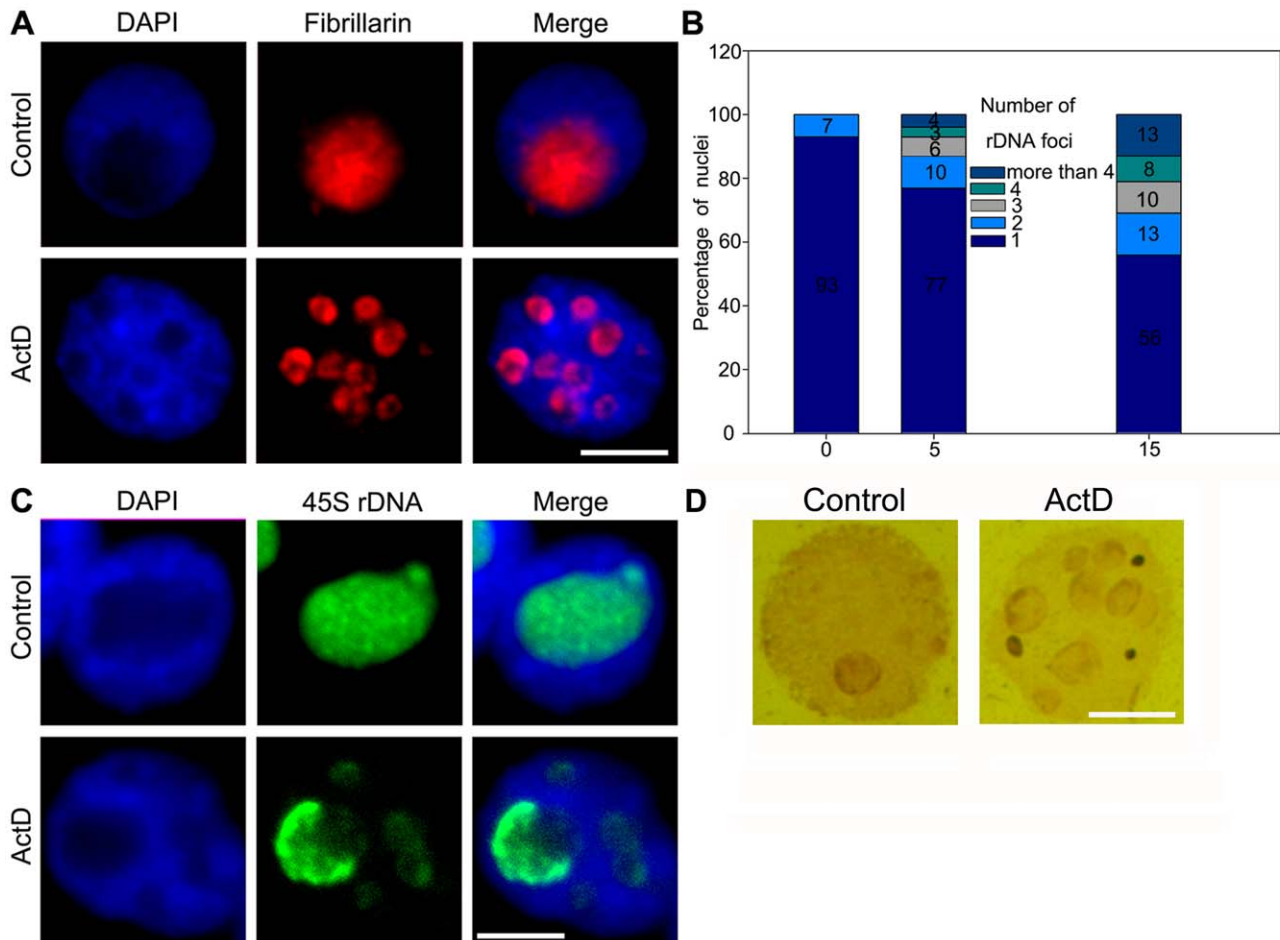 A
DAPI
Fibrillarin
Merge
Control
ActD
B
120
100
80
60
40
20
0
Percentage of nuclei
7
93
4
3
6
10
77
13
8
10
13
56
0
5
15
Number of
rDNA foci
more than 4
4
3
2
1
C
DAPI
45S rDNA
Merge
Control
ActD
D
Control
ActD